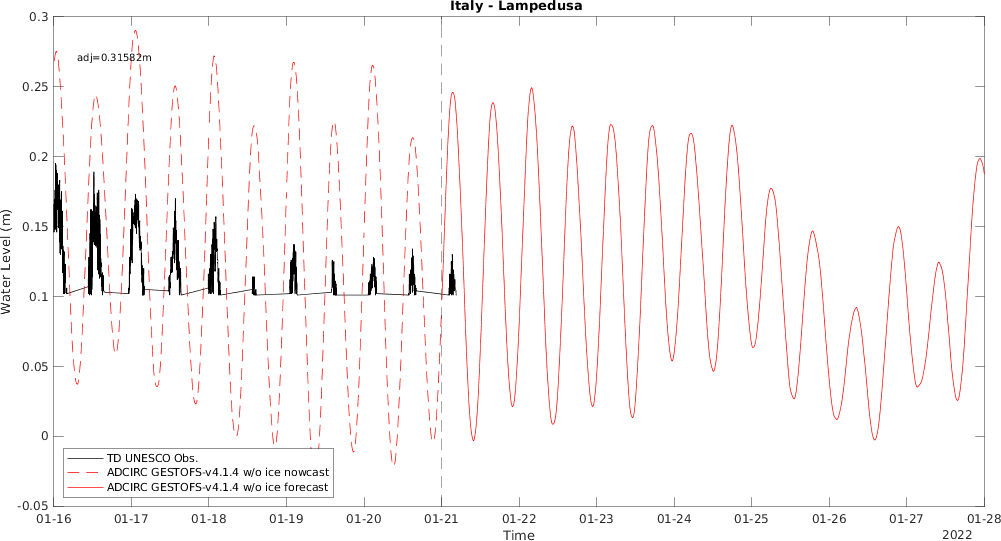 Italy - Lampedusa
0.3
adj=0.31582m
0.25
0.2
0.15
0.1
0.05
0
-0.05
Water Level (m)
TD UNESCO Obs.
ADCIRC GESTOFS-v4.1.4 w/o ice nowcast
ADCIRC GESTOFS-v4.1.4 w/o ice forecast
01-16 01-17 01-18 01-19 01-20 01-21 01-22 01-23 01-24 01-25 01-26 01-27 01-28
Time
2022